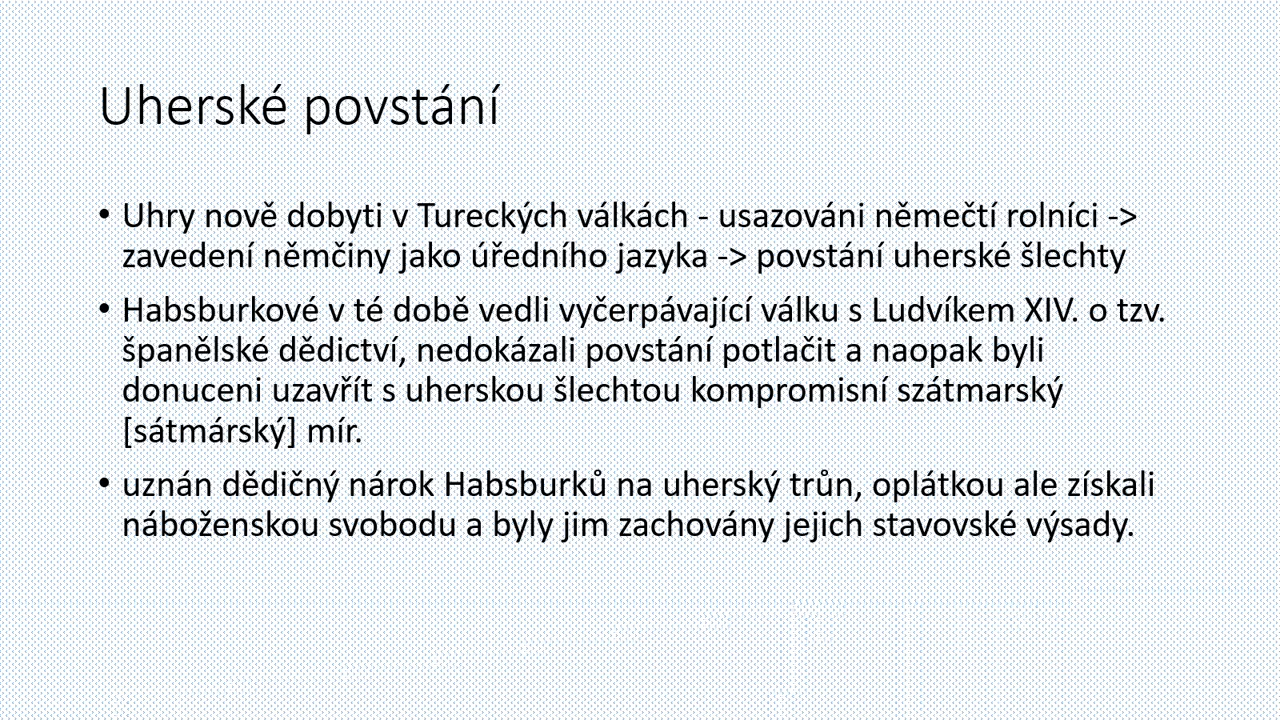 Uherské povstání
• Uhry nově dobyti v Tureckých válkách - usazováni němečtí rolníci ->
zavedení němčiny jako úředního jazyka -> povstání uherské šlechty
• Habsburkové v té době vedli vyčerpávající válku s Ludvíkem XIV. o tzv.
španělské dědictví, nedokázali povstání potlačit a naopak byli
donuceni uzavřít s uherskou šlechtou kompromisní szátmarský
[sátmárský] mír.
• uznán dědičný nárok Habsburků na uherský trůn, oplátkou ale získali
náboženskou svobodu a byly jim zachovány jejich stavovské výsady.